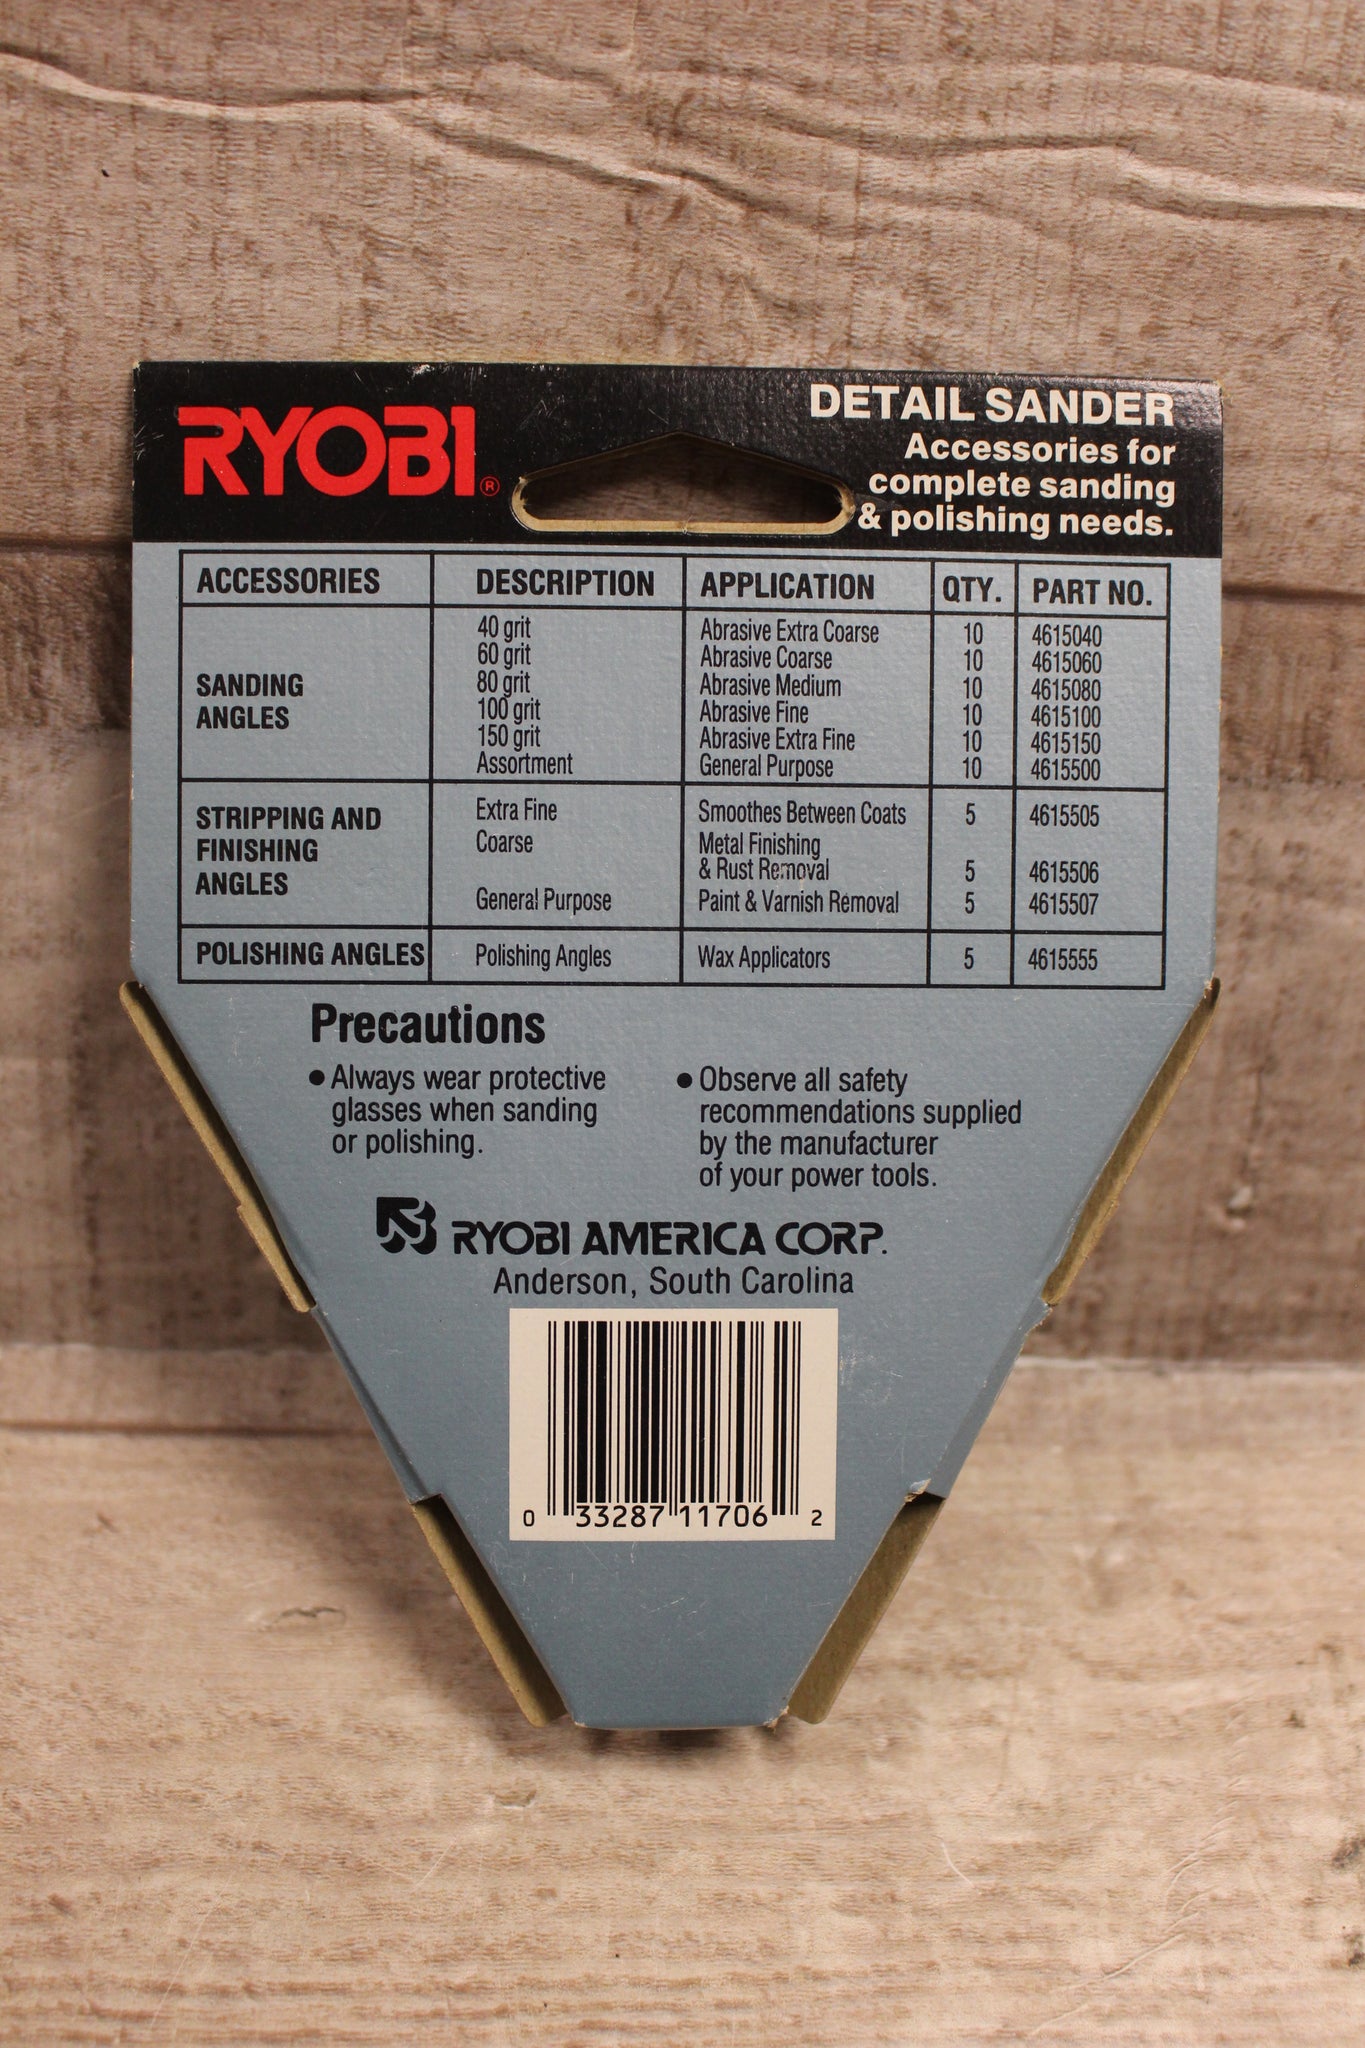 RYOBI®
DETAIL SANDER
Accessories for
complete sanding
& polishing needs.
ACCESSORIES DESCRIPTION APPLICATION QTY. PART NO.
SANDING
ANGLES
40 grit Abrasive Extra Coarse 10 4615040
60 grit Abrasive Coarse 10 4615060
80 grit Abrasive Medium 10 4615080
100 grit Abrasive Fine 10 4615100
150 grit Abrasive Extra Fine 10 4615150
Assortment General Purpose 10 4615500
STRIPPING AND
FINISHING
ANGLES
Extra Fine Smoothes Between Coats 5 4615505
Coarse Metal Finishing
& Rust Removal 5 4615506
General Purpose Paint & Varnish Removal 5 4615507
POLISHING ANGLES Polishing Angles Wax Applicators 5 4615555
Precautions
• Always wear protective
glasses when sanding
or polishing.
• Observe all safety
recommendations supplied
by the manufacturer
of your power tools.
RYOBI AMERICA CORP.
Anderson, South Carolina
0 33287 11706 2